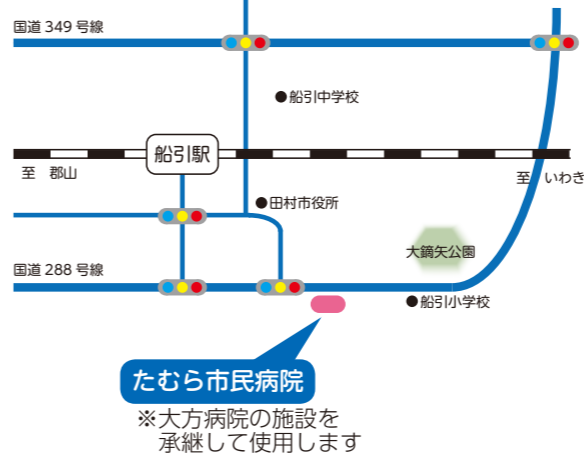 国道 349 号線
●船引中学校
船引駅
至 郡山
至 いわき
●田村市役所
大鏑矢公園
国道 288 号線
●船引小学校
たむら市民病院
※大方病院の施設を
承継して使用します